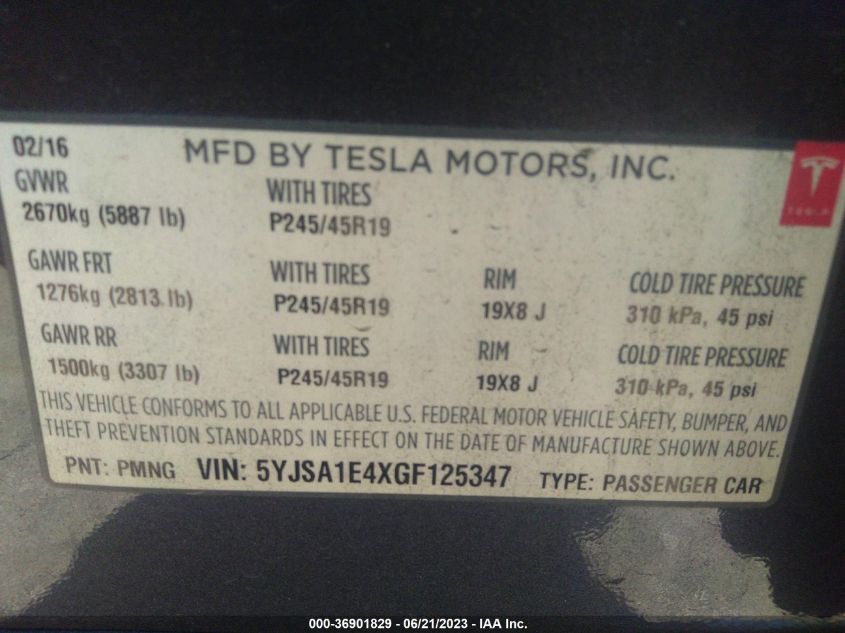 02/16 MFD BY TESLA MOTORS, INC.
TESLA
GVWR WITH TIRES
2670kg (5887 lb) P245/45R19
GAWR FRT WITH TIRES RIM COLD TIRE PRESSURE
1276kg (2813 lb) P245/45R19 19X8 J 310 kPa, 45 psi
GAWR RR WITH TIRES RIM COLD TIRE PRESSURE
1500kg (3307 lb) P245/45R19 19X8 J 310 kPa, 45 psi
THIS VEHICLE CONFORMS TO ALL APPLICABLE U.S. FEDERAL MOTOR VEHICLE SAFETY, BUMPER, AND
THEFT PREVENTION STANDARDS IN EFFECT ON THE DATE OF MANUFACTURE SHOWN ABOVE.
PNT: PMNG VIN: 5YJSA1E4XGF125347 TYPE: PASSENGER CAR
000-36901829 - 06/21/2023 - IAA Inc.